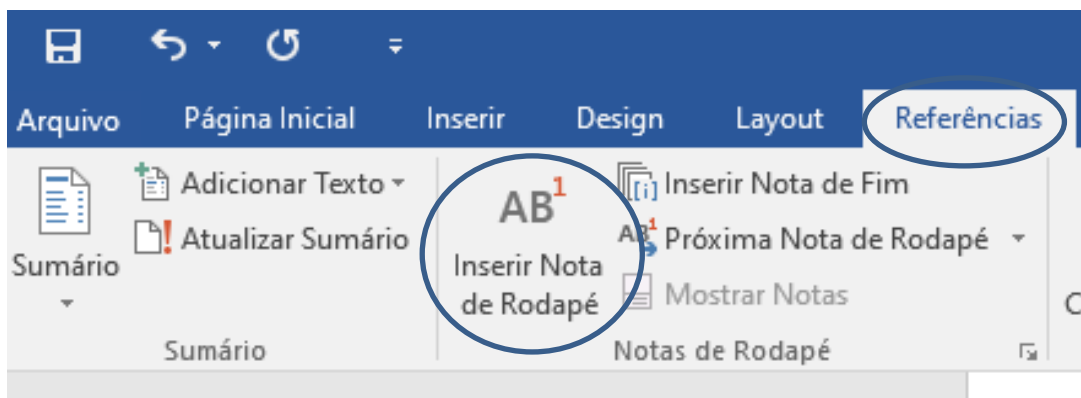 Arquivo Página Inicial Inserir Design Layout Referências
Sumário
Adicionar Texto
Atualizar Sumário
Sumário
AB1
Inserir Nota
de Rodapé
[i] Inserir Nota de Fim
AB1 Próxima Nota de Rodapé
Mostrar Notas
Notas de Rodapé
C